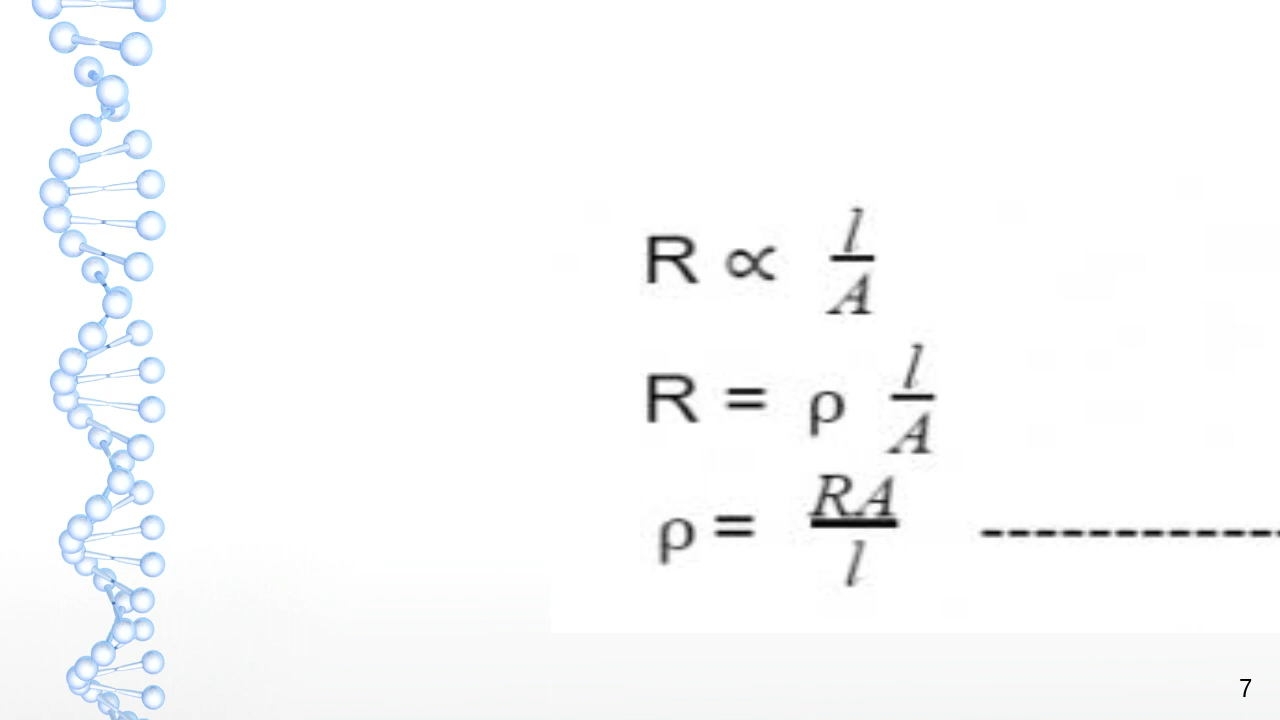 R ∝ l/A
R = ρ l/A
ρ = RA/l ------------
7